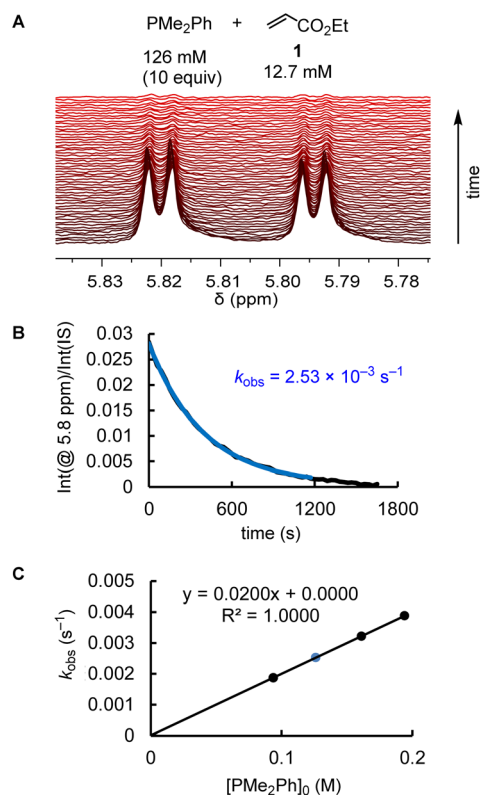 A
PMe2Ph + CO2Et
1
126 mM 12.7 mM
(10 equiv)
time
5.83 5.82 5.81 5.80 5.79 5.78
δ (ppm)
B
0.03
0.025
0.02
0.015
0.01
0.005
0
kobs = 2.53 × 10–3 s–1
Int(@ 5.8 ppm)/Int(IS)
0 600 1200 1800
time (s)
C
0.005
0.004
0.003
0.002
0.001
0.000
y = 0.0200x + 0.0000
R² = 1.0000
kobs (s–1)
0 0.1 0.2
[PMe2Ph]0 (M)